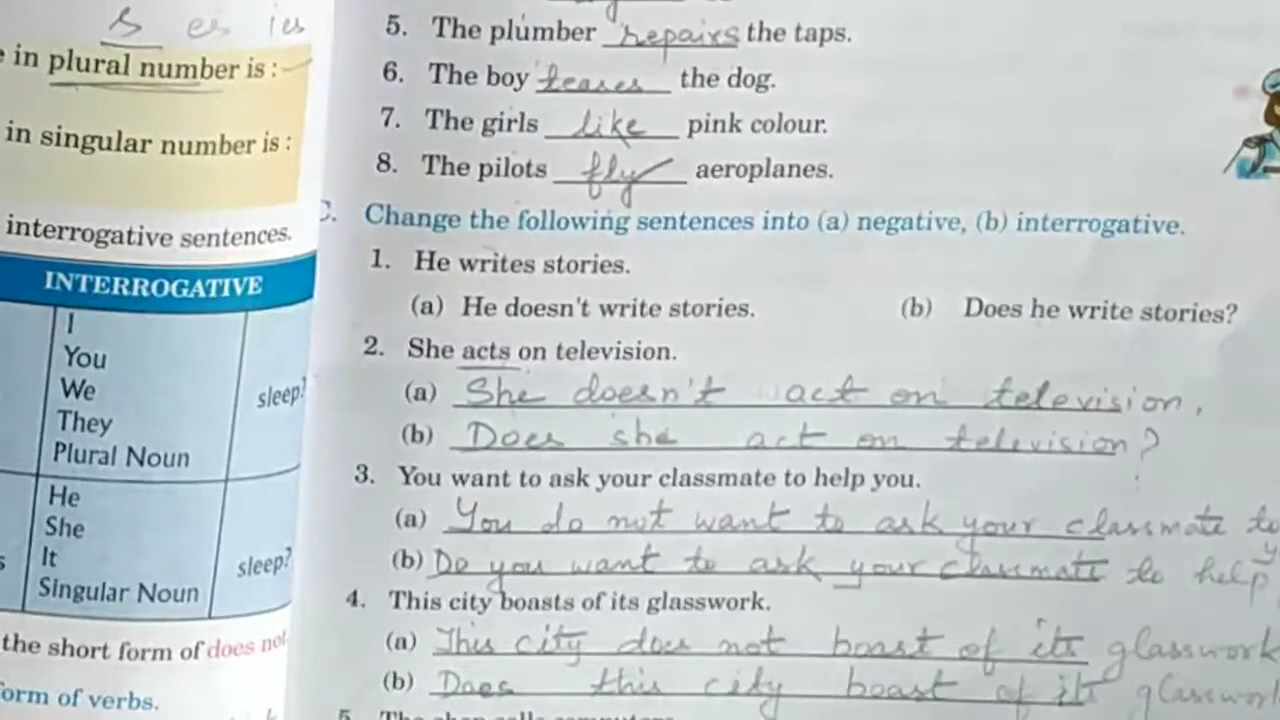 s es ies
in plural number is :
in singular number is :
interrogative sentences.
INTERROGATIVE
I
You
We
They
Plural Noun
sleep?
He
She
It
Singular Noun
sleep?
the short form of does not
form of verbs.
5. The plumber repairs the taps.
6. The boy teases the dog.
7. The girls like pink colour.
8. The pilots fly aeroplanes.
C. Change the following sentences into (a) negative, (b) interrogative.
1. He writes stories.
(a) He doesn't write stories. (b) Does he write stories?
2. She acts on television.
(a) She doesn't act on television.
(b) Does she act on television?
3. You want to ask your classmate to help you.
(a) You do not want to ask your classmate to
(b) Do you want to ask your classmate to help
4. This city boasts of its glasswork.
(a) This city does not boast of its glasswork
(b) Does this city boast of its glasswork
5. The shop sells computers.